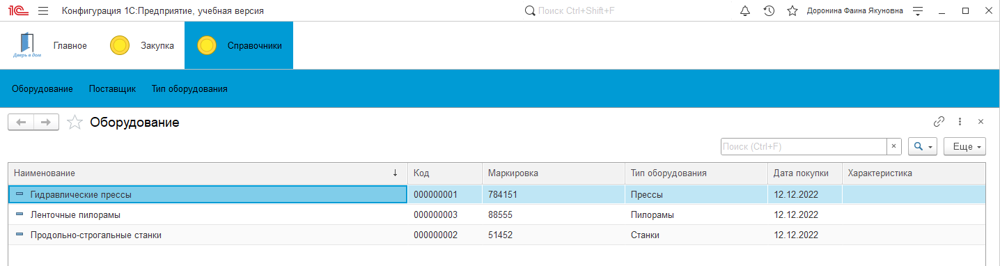 1С Конфигурация 1С:Предприятие, учебная версия Поиск Ctrl+Shift+F Доронина Фаина Якуновна
Дверь в дом Главное Закупка Справочники
Оборудование Поставщик Тип оборудования
Оборудование
Поиск (Ctrl+F) × Еще
Наименование ↓ Код Маркировка Тип оборудования Дата покупки Характеристика
Гидравлические прессы 000000001 784151 Прессы 12.12.2022
Ленточные пилорамы 000000003 88555 Пилорамы 12.12.2022
Продольно-строгальные станки 000000002 51452 Станки 12.12.2022